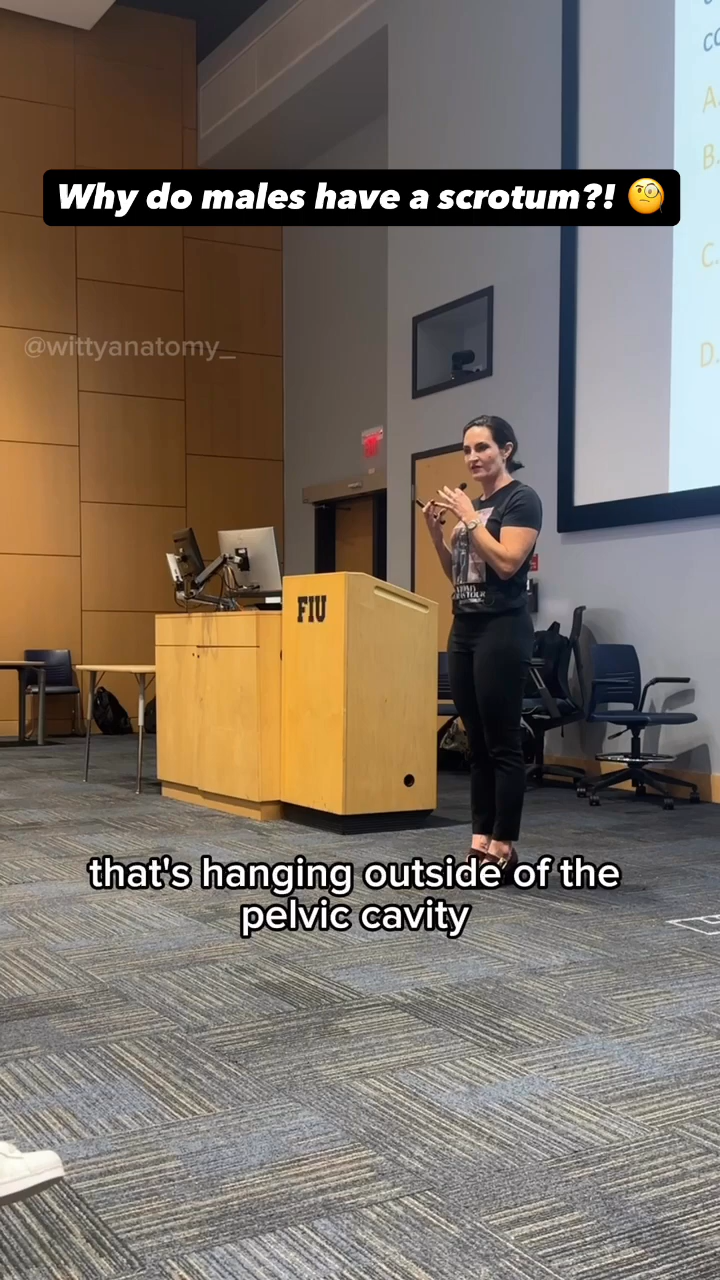 Why do males have a scrotum?! 🧐
@wittyanatomy_
A.
B.
C.
D.
FIU
that's hanging outside of the
pelvic cavity